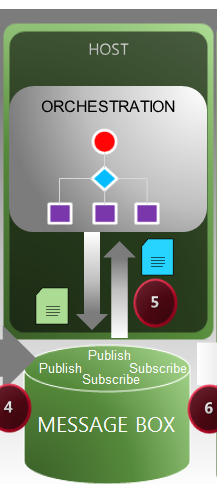 HOST
ORCHESTRATION
5
Publish
Publish Subscribe
Subscribe
4
6
MESSAGE BOX